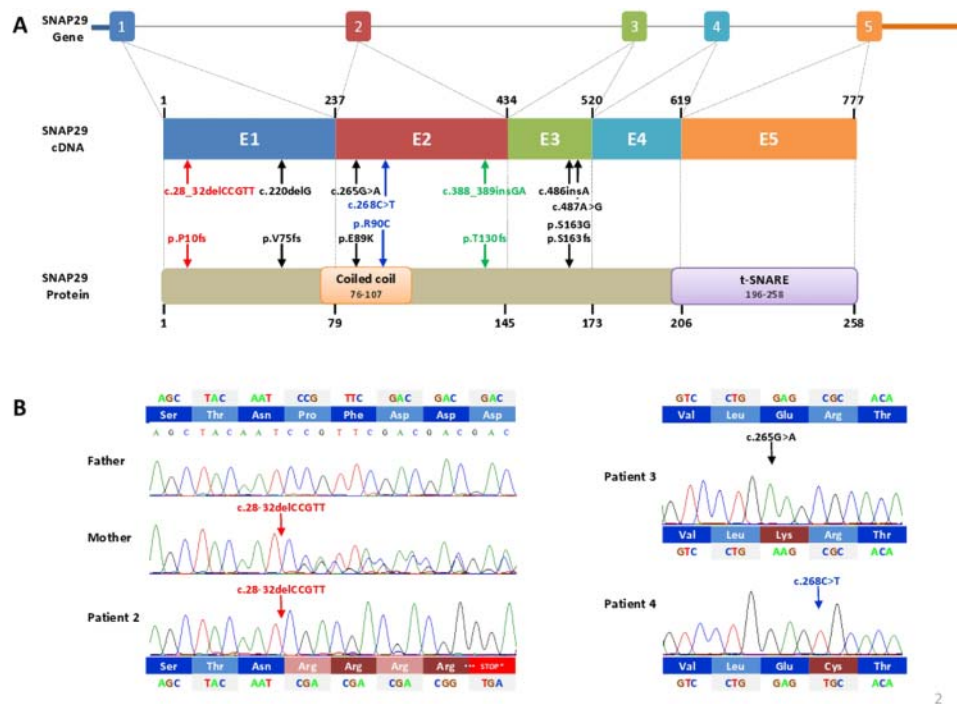 A
SNAP29
Gene
1
2
3
4
5
1
237
434
520
619
777
SNAP29
cDNA
E1
E2
E3
E4
E5
c.28_32delCCGTT
c.220delG
c.265G>A
c.268C>T
c.388_389insGA
c.486insA
c.487A>G
p.R90C
p.S163G
p.P10fs
p.V75fs
p.E89K
p.T130fs
p.S163fs
SNAP29
Protein
Coiled coil
76-107
t-SNARE
196-258
1
79
145
173
206
258
B
AGC TAC AAT CCG TTC GAC GAC GAC
Ser Thr Asn Pro Phe Asp Asp Asp
A G C T A C A A T C C G T T C G A C G A C G A C
Father
c.28-32delCCGTT
Mother
c.28-32delCCGTT
Patient 2
Ser Thr Asn Arg Arg Arg Arg ... STOP*
AGC TAC AAT CGA CGA CGA CGG TGA
GTC CTG GAG CGC ACA
Val Leu Glu Arg Thr
c.265G>A
Patient 3
Val Leu Lys Arg Thr
GTC CTG AAG CGC ACA
c.268C>T
Patient 4
Val Leu Glu Cys Thr
GTC CTG GAG TGC ACA
2